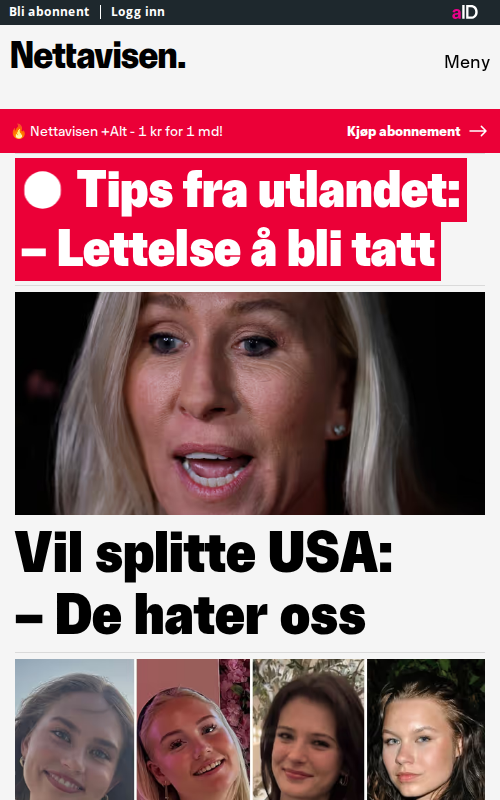 Bli abonnent | Logg inn
aID
Nettavisen.
Meny
🔥 Nettavisen +Alt - 1 kr for 1 md!
Kjøp abonnement →
Tips fra utlandet:
– Lettelse å bli tatt
Vil splitte USA:
– De hater oss